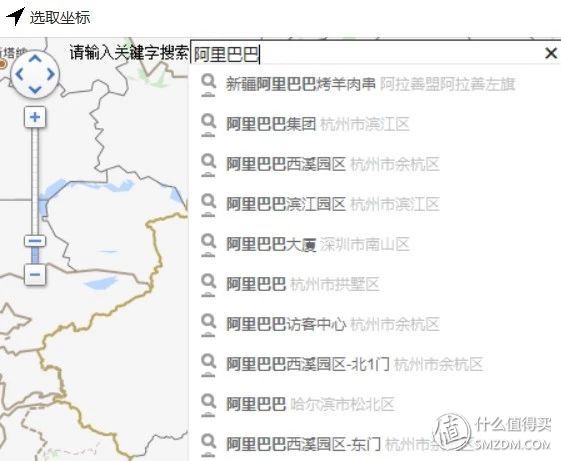 选取坐标
请输入关键字搜索 阿里巴巴
新疆阿里巴巴烤羊肉串 阿拉善盟阿拉善左旗
阿里巴巴集团 杭州市滨江区
阿里巴巴西溪园区 杭州市余杭区
阿里巴巴滨江园区 杭州市滨江区
阿里巴巴大厦 深圳市南山区
阿里巴巴 杭州市拱墅区
阿里巴巴访客中心 杭州市余杭区
阿里巴巴西溪园区-北1门 杭州市余杭区
阿里巴巴 哈尔滨市松北区
阿里巴巴西溪园区-东门 杭州市余杭区
值 什么值得买
SMZDM.COM